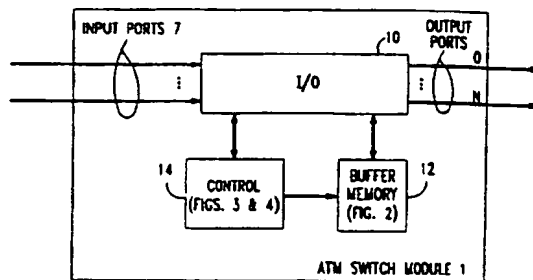 INPUT PORTS 7
10
OUTPUT
PORTS
0
I/O
N
14
CONTROL
(FIGS. 3 & 4)
BUFFER
MEMORY
(FIG. 2)
12
ATM SWITCH MODULE 1